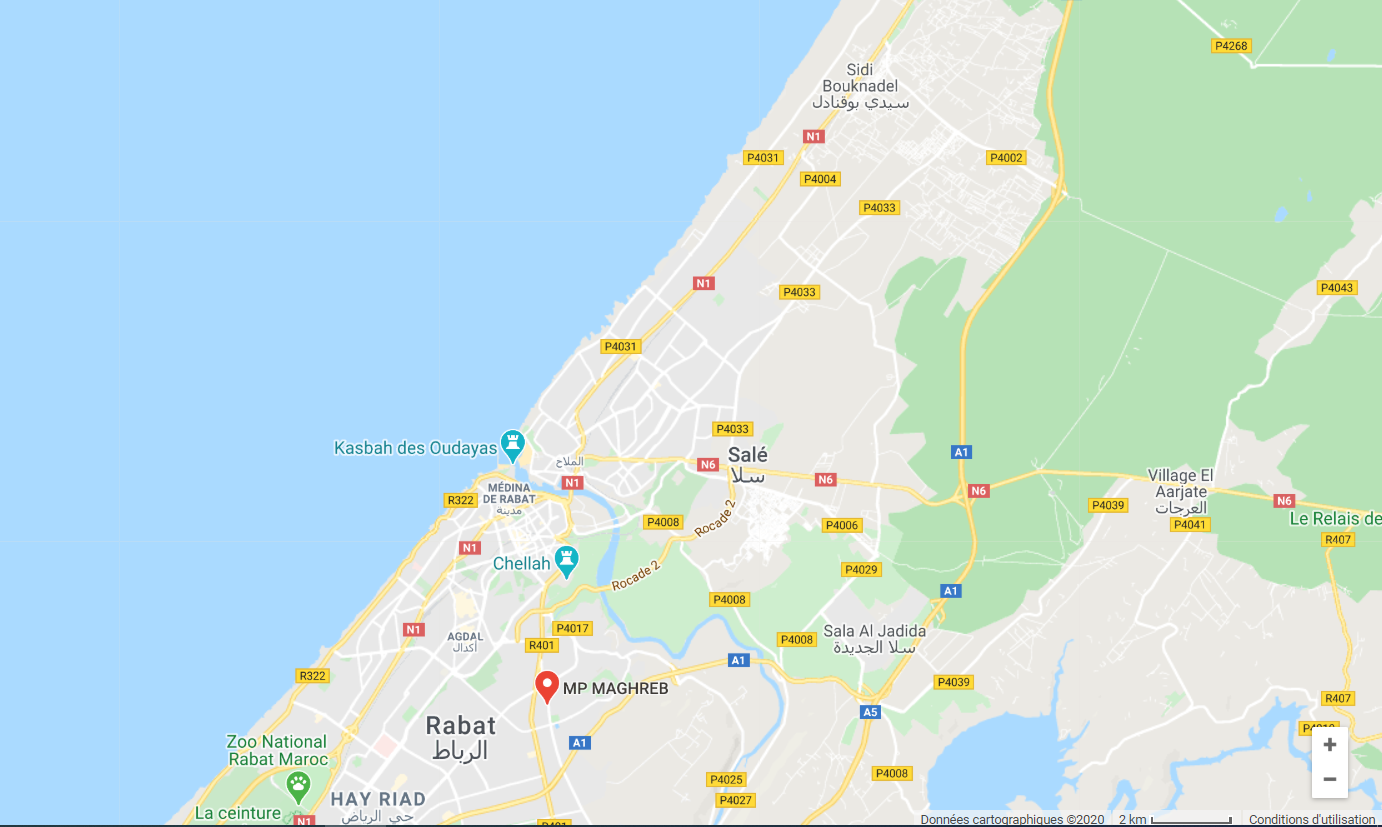 P4268
Sidi
Bouknadel
سيدي بوقنادل
N1
P4031
P4002
P4004
P4033
N1
P4033
P4043
P4031
P4033
Kasbah des Oudayas
الملاح
N6
Salé
سلا
A1
N1
N6
N6
Village El
Aarjate
العرجات
MÉDINA
DE RABAT
مدينة
R322
N6
P4039
P4008
Rocade 2
P4006
P4041
Le Relais de
R407
N1
Chellah
Rocade 2
P4029
A1
P4008
N1
P4017
AGDAL
أكدال
R401
P4008
Sala Al Jadida
سلا الجديدة
A1
R322
MP MAGHREB
P4039
R407
A5
Rabat
الرباط
A1
Zoo National
Rabat Maroc
P4025
P4008
HAY RIAD
حي الرياض
P4027
La ceinture
N1
Données cartographiques ©2020
2 km
Conditions d'utilisation